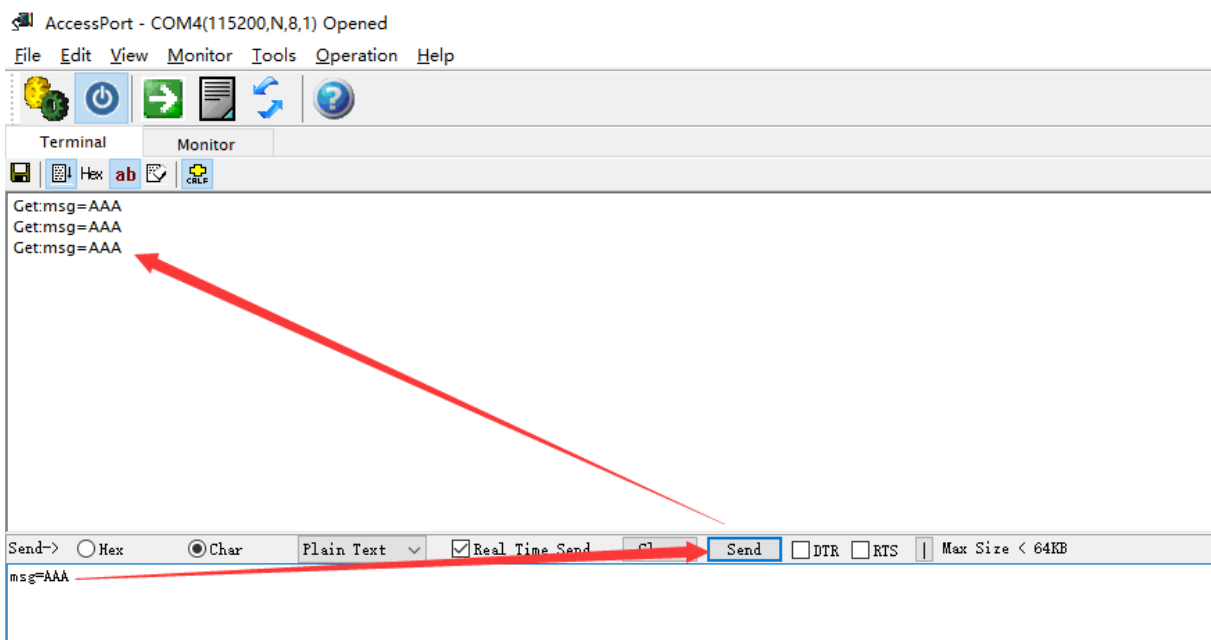 AccessPort - COM4(115200,N,8,1) Opened
File Edit View Monitor Tools Operation Help
Terminal Monitor
Hex ab CRLF
Get:msg=AAA
Get:msg=AAA
Get:msg=AAA
Send-> Hex Char Plain Text Real Time Send Send DTR RTS | Max Size < 64KB
msg=AAA